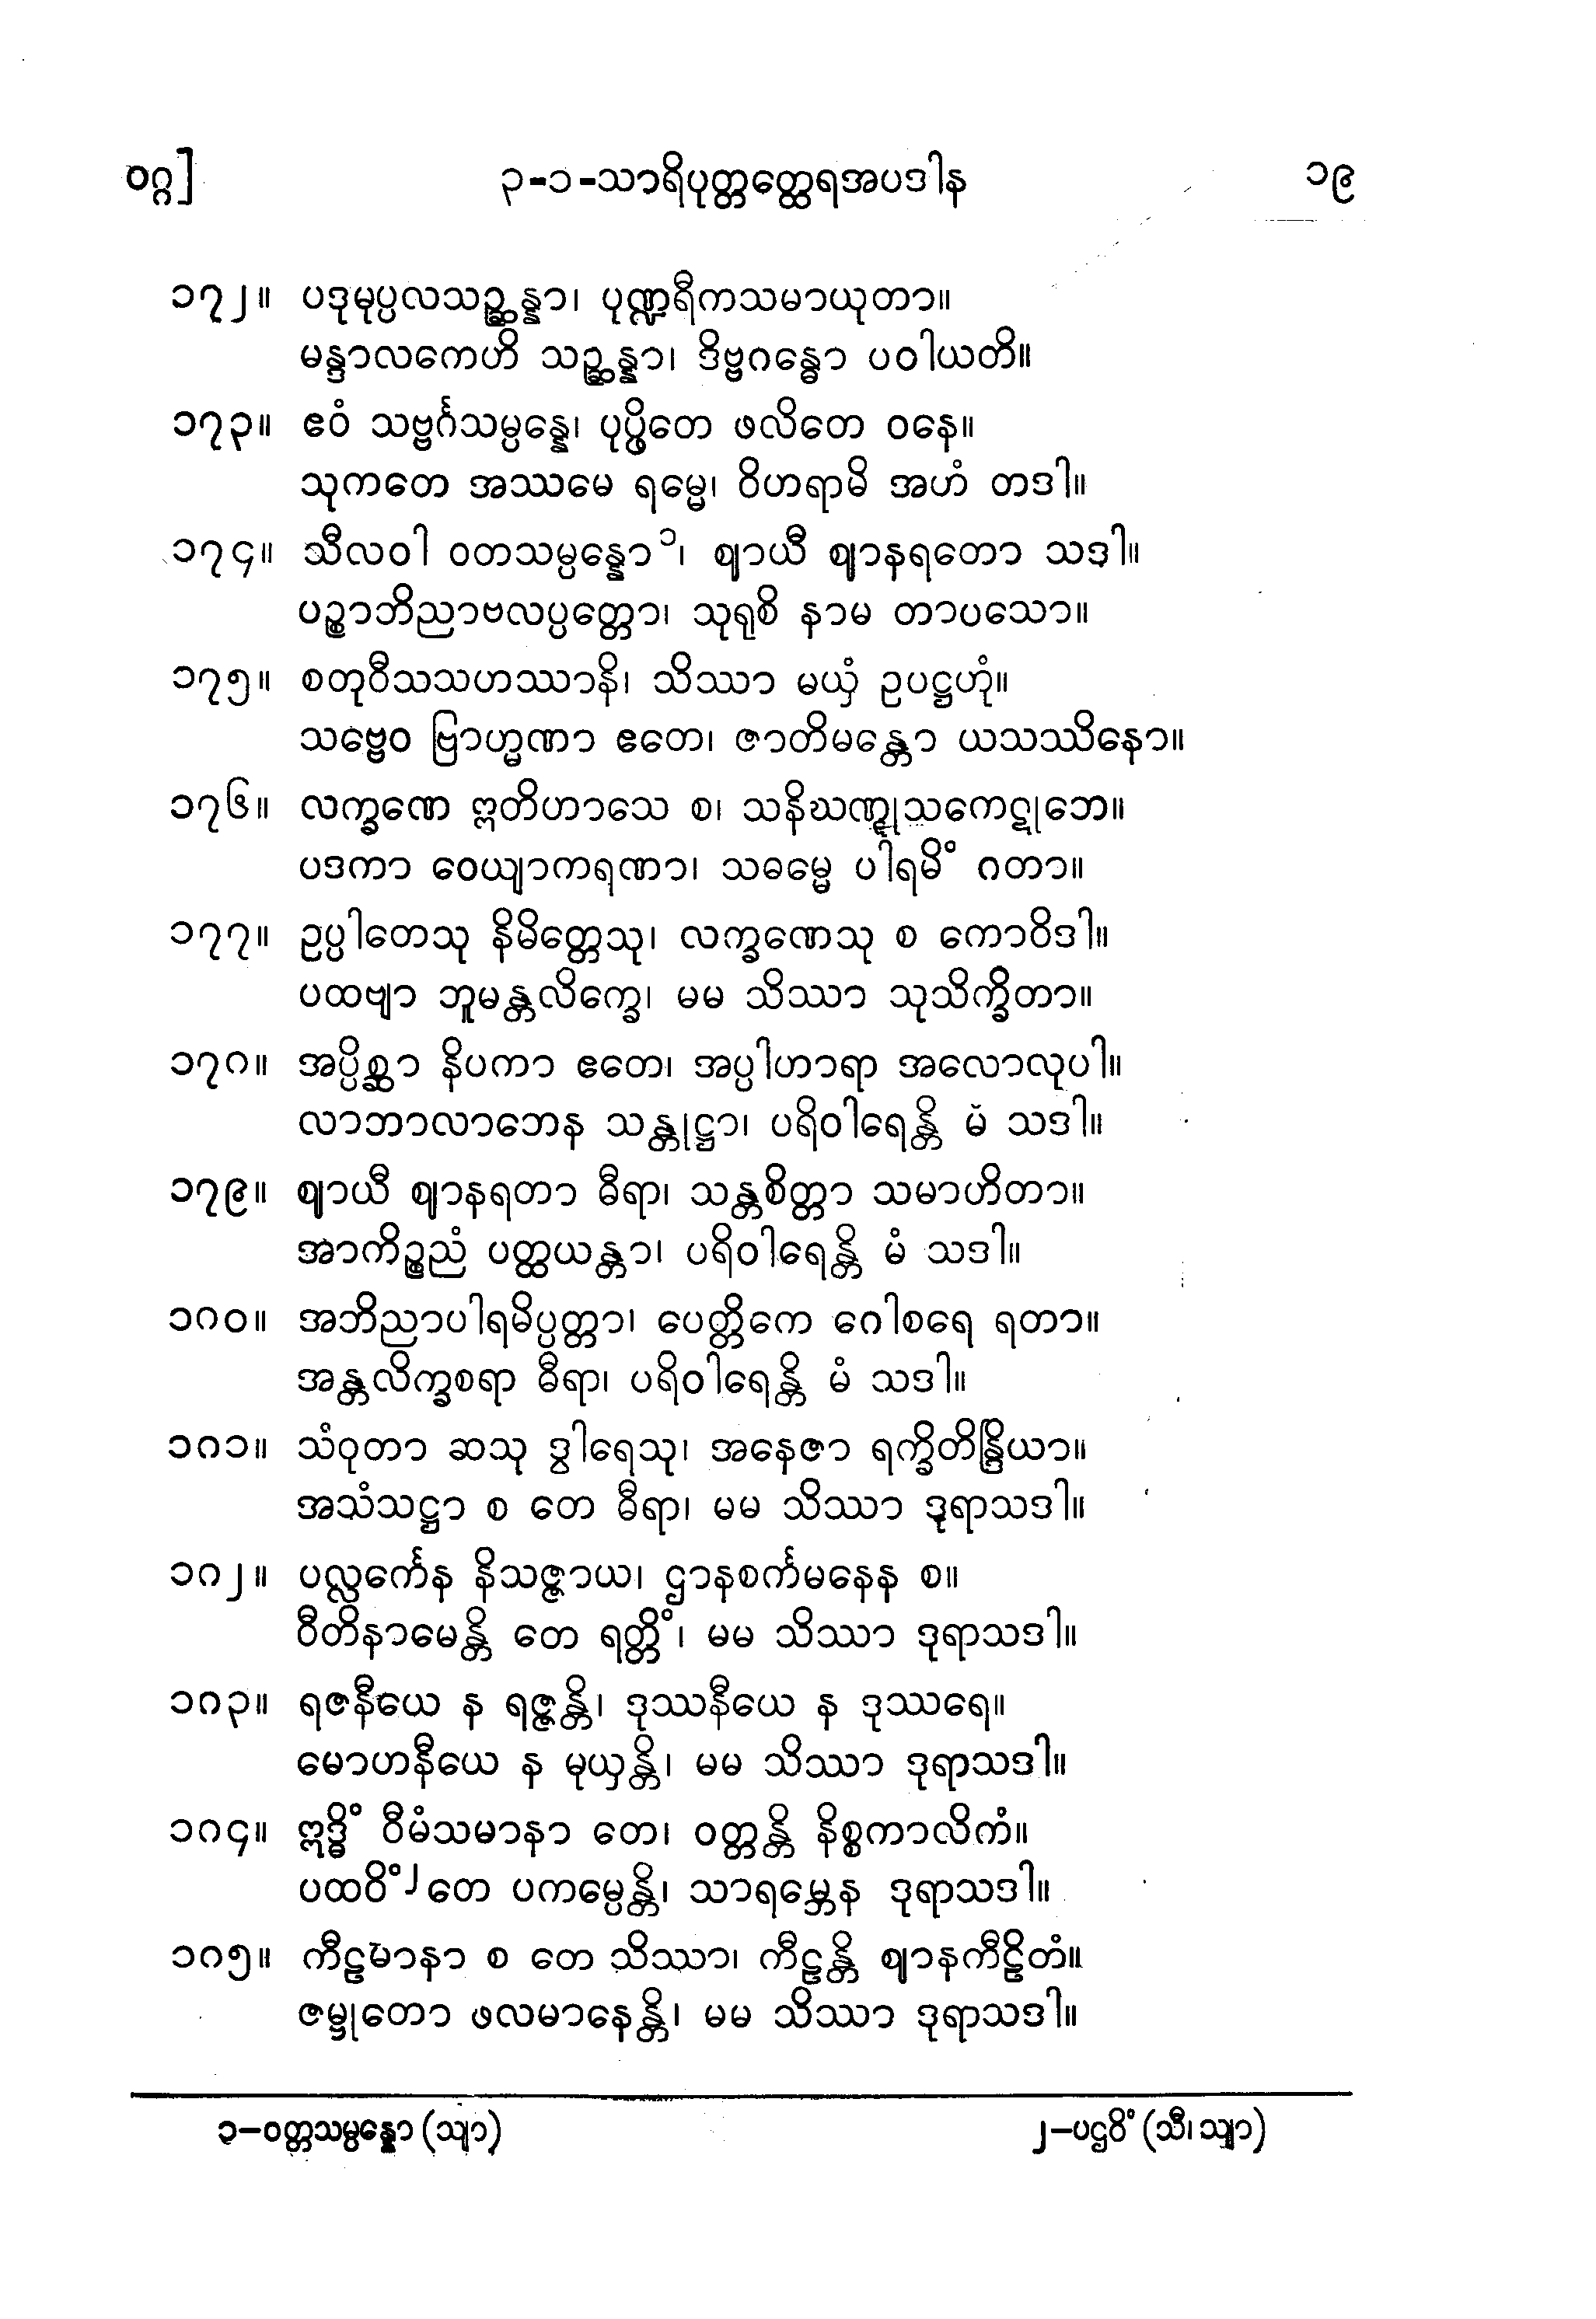 ဝဂ္ဂ]
၃-၁-သာရိပုတ္တတ္ထေရအပဒါန
၁၉
၁၇၂။ ပဒုမုပ္ပလသဉ္ဆန္နာ၊ ပုဏ္ဍရီကသမာယုတာ။
မန္ဒာလကေဟိ သဉ္ဆန္နာ၊ ဒိဗ္ဗဂန္ဓော ပဝါယတိ။
၁၇၃။ ဧဝံ သဗ္ဗင်္ဂသမ္ပန္နေ၊ ပုပ္ဖိတေ ဖလိတေ ဝနေ။
သုကတေ အဿမေ ရမ္မေ၊ ဝိဟရာမိ အဟံ တဒါ။
၁၇၄။ သီလဝါ ဝတသမ္ပန္နော၁၊ ဈာယီ ဈာနရတော သဒါ။
ပဉ္စာဘိညာဗလပ္ပတ္တော၊ သုရုစိ နာမ တာပသော။
၁၇၅။ စတုဝီသသဟဿာနိ၊ သိဿာ မယှံ ဥပဋ္ဌဟုံ။
သဗ္ဗေဝ ဗြာဟ္မဏာ ဧတေ၊ ဇာတိမန္တော ယသဿိနော။
၁၇၆။ လက္ခဏေ ဣတိဟာသေ စ၊ သနိဃဏ္ဋုသကေဋုဘေ။
ပဒကာ ဝေယျာကရဏာ၊ သဓမ္မေ ပါရမိံ ဂတာ။
၁၇၇။ ဥပ္ပါတေသု နိမိတ္တေသု၊ လက္ခဏေသု စ ကောဝိဒါ။
ပထဗျာ ဘူမန္တလိက္ခေ၊ မမ သိဿာ သုသိက္ခိတာ။
၁၇၈။ အပ္ပိစ္ဆာ နိပကာ ဧတေ၊ အပ္ပါဟာရာ အလောလုပါ။
လာဘာလာဘေန သန္တုဋ္ဌာ၊ ပရိဝါရေန္တိ မံ သဒါ။
၁၇၉။ ဈာယီ ဈာနရတာ ဓီရာ၊ သန္တစိတ္တာ သမာဟိတာ။
အာကိဉ္စညံ ပတ္ထယန္တာ၊ ပရိဝါရေန္တိ မံ သဒါ။
၁၈၀။ အဘိညာပါရမိပ္ပတ္တာ၊ ပေတ္တိကေ ဂေါစရေ ရတာ။
အန္တလိက္ခစရာ ဓီရာ၊ ပရိဝါရေန္တိ မံ သဒါ။
၁၈၁။ သံဝုတာ ဆသု ဒွါရေသု၊ အနေဇာ ရက္ခိတိန္ဒြိယာ။
အသံသဋ္ဌာ စ တေ ဓီရာ၊ မမ သိဿာ ဒုရာသဒါ။
၁၈၂။ ပလ္လင်္ကေန နိသဇ္ဇာယ၊ ဌာနစင်္ကမနေန စ။
ဝီတိနာမေန္တိ တေ ရတ္တိံ၊ မမ သိဿာ ဒုရာသဒါ။
၁၈၃။ ရဇနီယေ န ရဇ္ဇန္တိ၊ ဒုဿနီယေ န ဒုဿရေ။
မောဟနီယေ န မုယှန္တိ၊ မမ သိဿာ ဒုရာသဒါ။
၁၈၄။ ဣဒ္ဓိံ ဝီမံသမာနာ တေ၊ ဝတ္တန္တိ နိစ္စကာလိကံ။
ပထဝိံ၂ တေ ပကမ္ပေန္တိ၊ သာရမ္ဘေန ဒုရာသဒါ။
၁၈၅။ ကီဠမာနာ စ တေ သိဿာ၊ ကီဠန္တိ ဈာနကီဠိတံ။
ဇမ္ဗုတော ဖလမာနေန္တိ၊ မမ သိဿာ ဒုရာသဒါ။
၁–ဝတ္တသမ္ပန္နော (သျာ)
၂–ပဌဝိံ (သီ၊ သျာ)